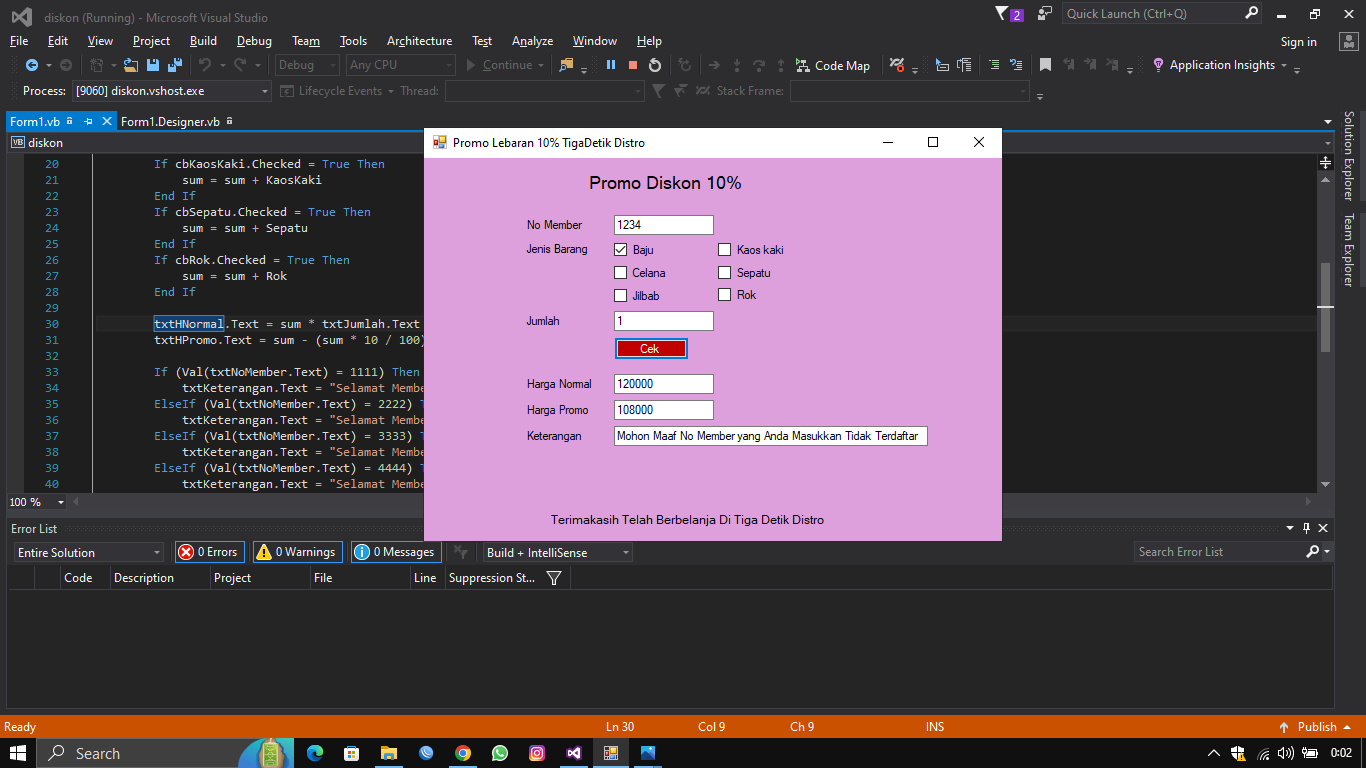 diskon (Running) - Microsoft Visual Studio
2
Quick Launch (Ctrl+Q)
File Edit View Project Build Debug Team Tools Architecture Test Analyze Window Help
Sign in
Debug Any CPU Continue Code Map Application Insights
Process: [9060] diskon.vshost.exe Lifecycle Events Thread: Stack Frame:
Form1.vb Form1.Designer.vb
VB diskon
20 If cbKaosKaki.Checked = True Then
21 sum = sum + KaosKaki
22 End If
23 If cbSepatu.Checked = True Then
24 sum = sum + Sepatu
25 End If
26 If cbRok.Checked = True Then
27 sum = sum + Rok
28 End If
29
30 txtHNormal.Text = sum * txtJumlah.Text
31 txtHPromo.Text = sum - (sum * 10 / 100)
32
33 If (Val(txtNoMember.Text) = 1111) Then
34 txtKeterangan.Text = "Selamat Membe
35 ElseIf (Val(txtNoMember.Text) = 2222) T
36 txtKeterangan.Text = "Selamat Membe
37 ElseIf (Val(txtNoMember.Text) = 3333) T
38 txtKeterangan.Text = "Selamat Membe
39 ElseIf (Val(txtNoMember.Text) = 4444) T
40 txtKeterangan.Text = "Selamat Membe
100 %
Promo Lebaran 10% TigaDetik Distro
Promo Diskon 10%
No Member 1234
Jenis Barang Baju Kaos kaki
Celana Sepatu
Jilbab Rok
Jumlah 1
Cek
Harga Normal 120000
Harga Promo 108000
Keterangan Mohon Maaf No Member yang Anda Masukkan Tidak Terdaftar
Terimakasih Telah Berbelanja Di Tiga Detik Distro
Solution Explorer
Team Explorer
Error List
Entire Solution 0 Errors 0 Warnings 0 Messages Build + IntelliSense Search Error List
Code Description Project File Line Suppression St...
Ready Ln 30 Col 9 Ch 9 INS Publish
Search 0:02